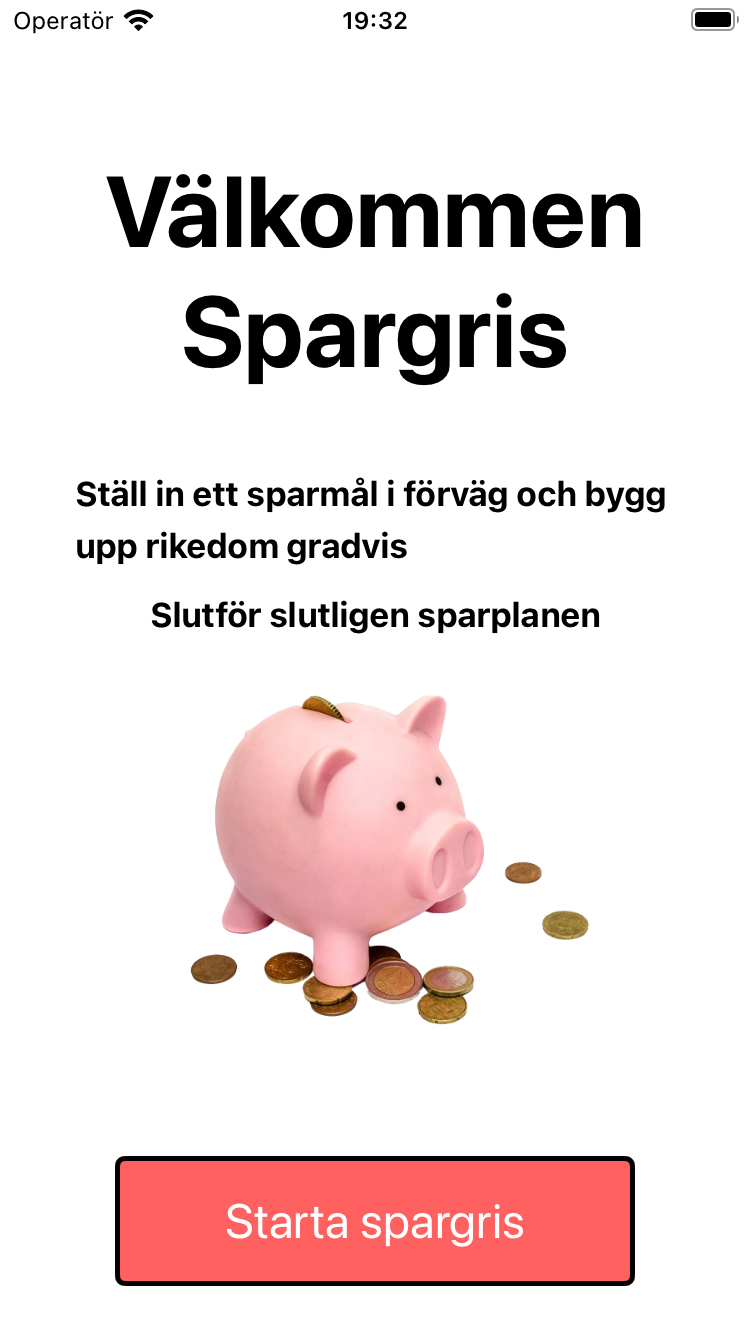 Operatör 19:32
Välkommen
Spargris
Ställ in ett sparmål i förväg och bygg
upp rikedom gradvis
Slutför slutligen sparplanen
Starta spargris